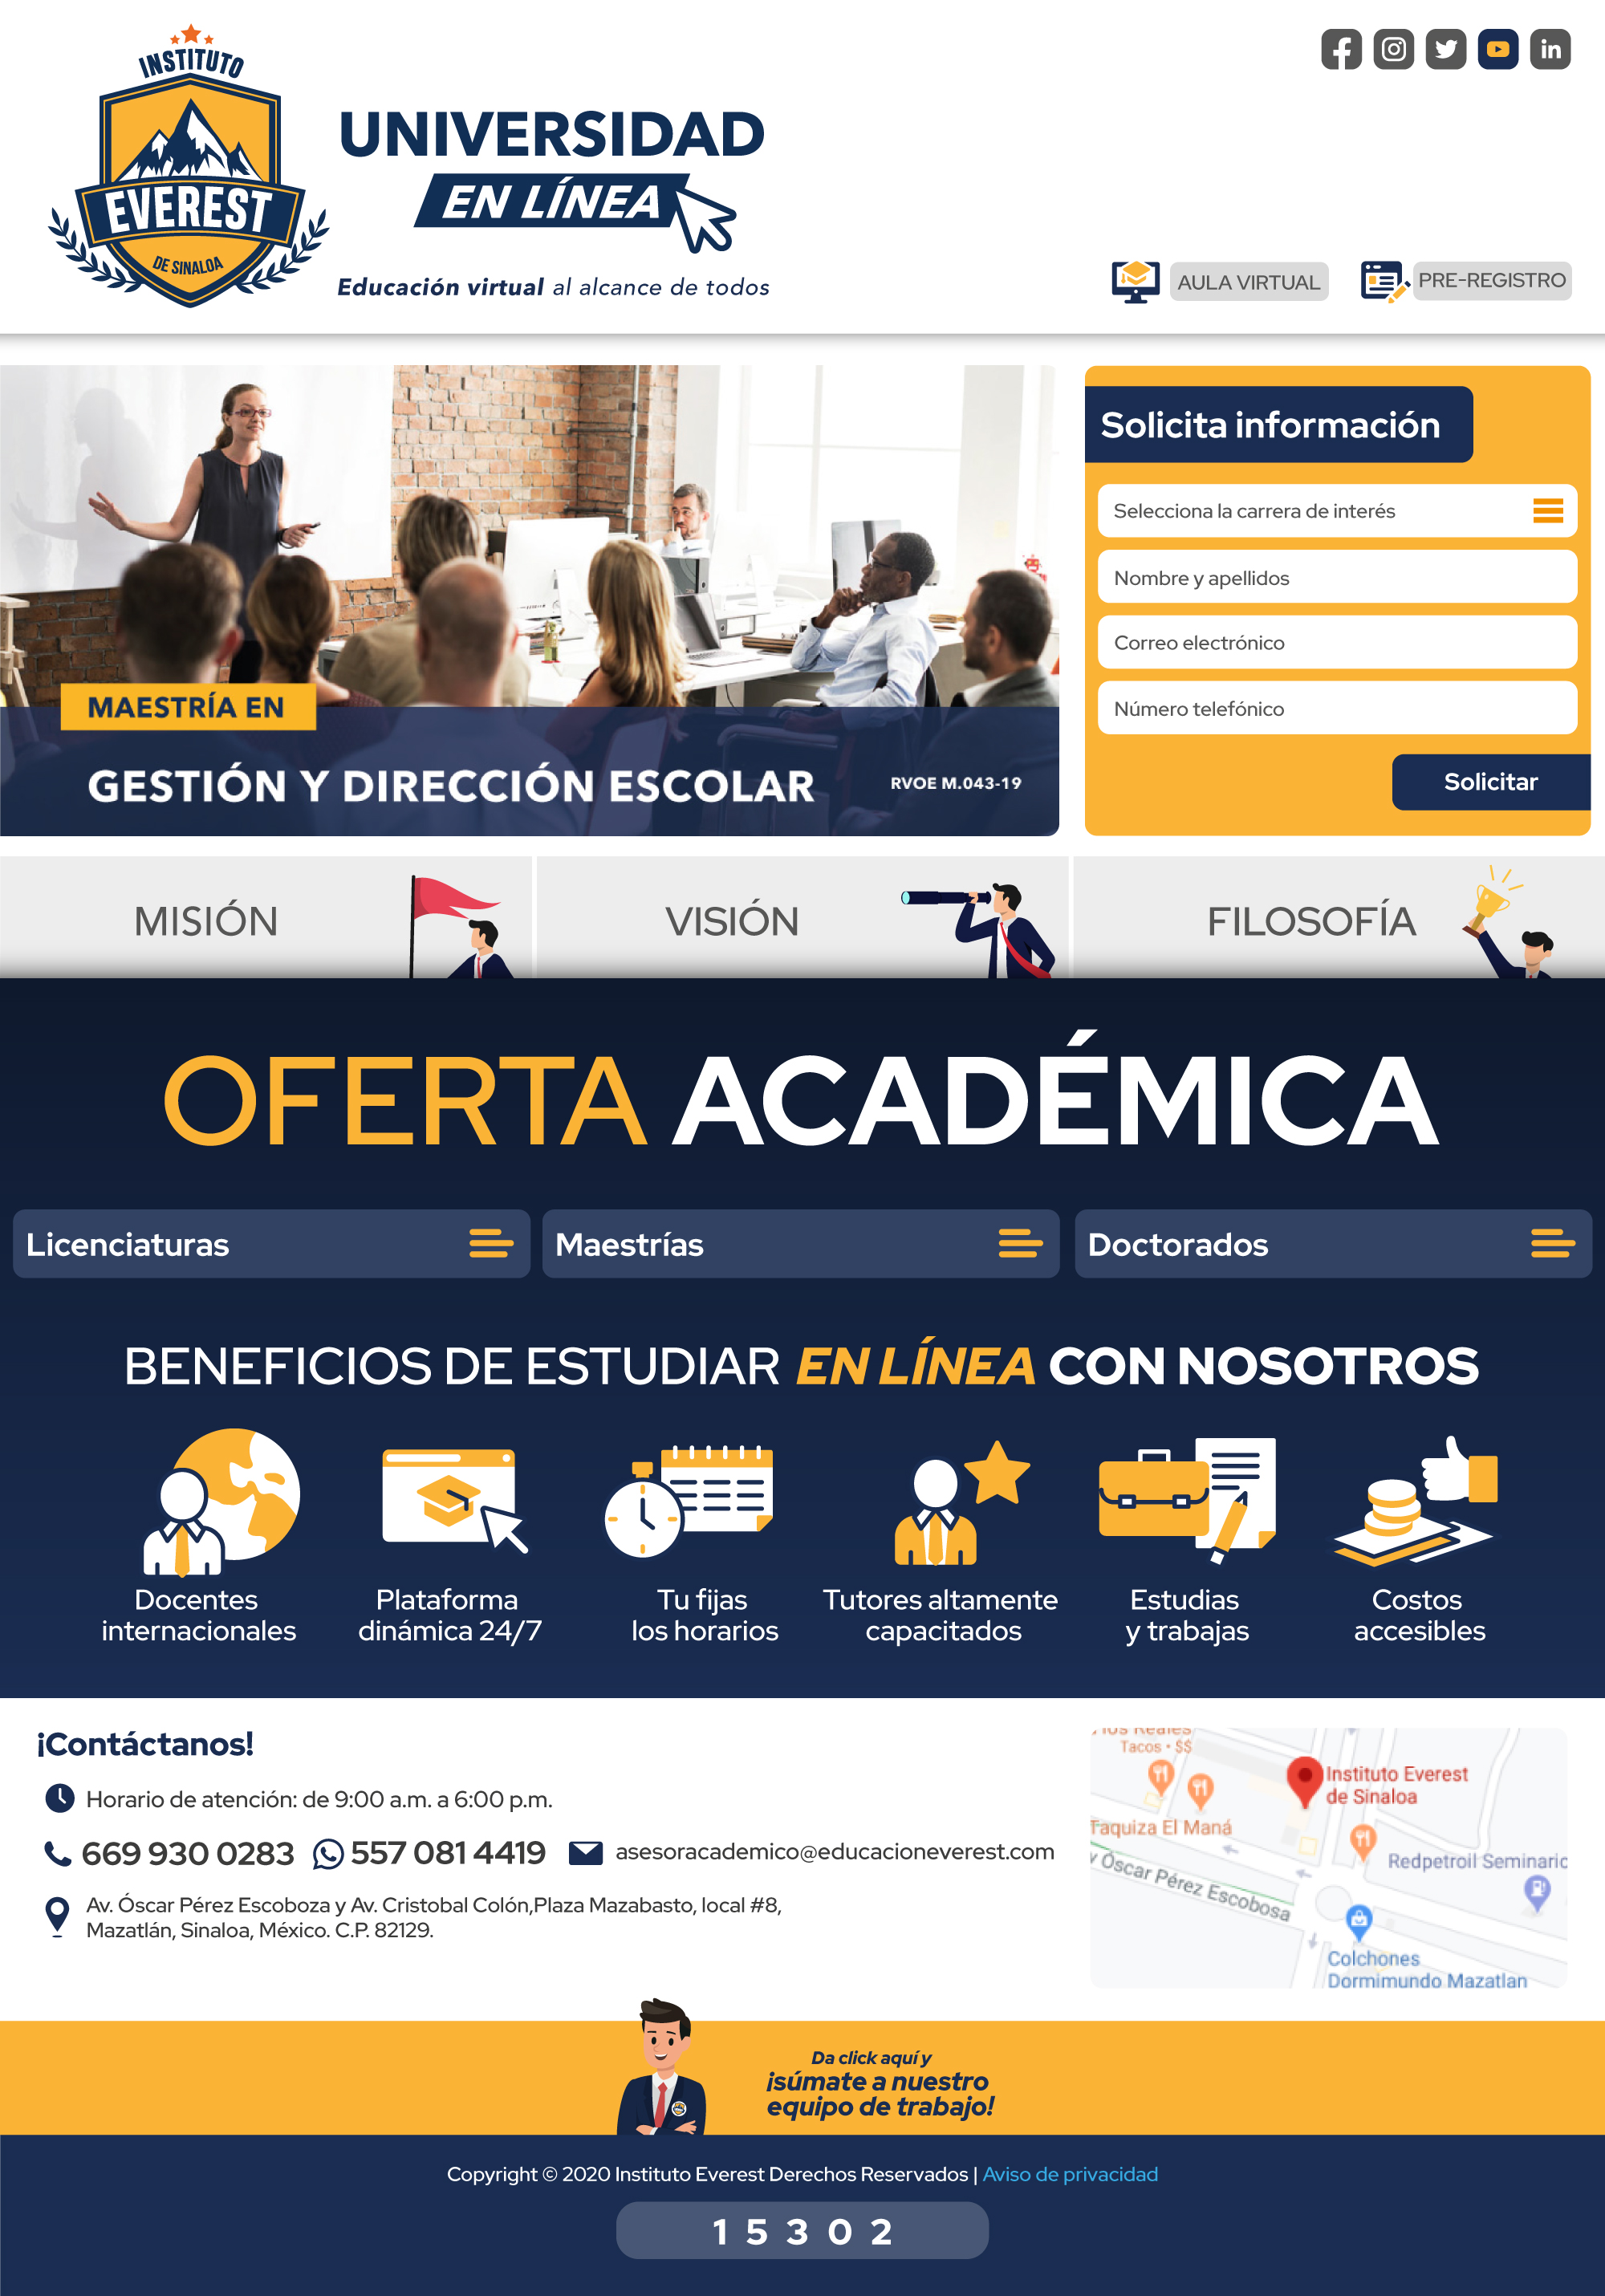 INSTITUTO
EVEREST
DE SINALOA
UNIVERSIDAD
EN LÍNEA
Educación virtual al alcance de todos
AULA VIRTUAL
PRE-REGISTRO
MAESTRÍA EN
GESTIÓN Y DIRECCIÓN ESCOLAR
RVOE M.043-19
Solicita información
Selecciona la carrera de interés
Nombre y apellidos
Correo electrónico
Número telefónico
Solicitar
MISIÓN
VISIÓN
FILOSOFÍA
OFERTA ACADÉMICA
Licenciaturas
Maestrías
Doctorados
BENEFICIOS DE ESTUDIAR EN LÍNEA CON NOSOTROS
Docentes
internacionales
Plataforma
dinámica 24/7
Tu fijas
los horarios
Tutores altamente
capacitados
Estudias
y trabajas
Costos
accesibles
¡Contáctanos!
Horario de atención: de 9:00 a.m. a 6:00 p.m.
669 930 0283
557 081 4419
asesoracademico@educacioneverest.com
Av. Óscar Pérez Escoboza y Av. Cristobal Colón,Plaza Mazabasto, local #8,
Mazatlán, Sinaloa, México. C.P. 82129.
los Reales
Tacos • $$
Instituto Everest
de Sinaloa
Taquiza El Maná
Redpetroil Seminario
v Óscar Pérez Escobosa
Colchones
Dormimundo Mazatlan
Da click aquí y
¡súmate a nuestro
equipo de trabajo!
Copyright © 2020 Instituto Everest Derechos Reservados | Aviso de privacidad
1 5 3 0 2